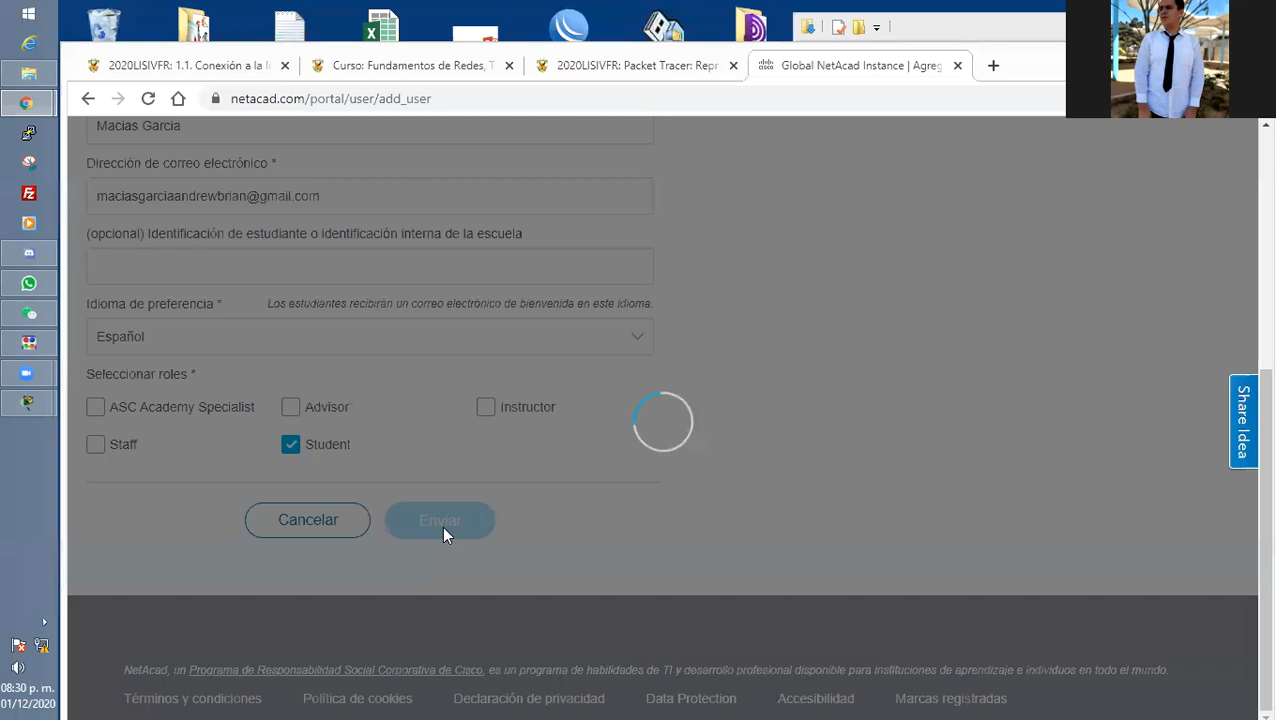 2020LISIVFR: 1.1. Conexión a la I
Curso: Fundamentos de Redes, T
2020LISIVFR: Packet Tracer: Repr
Global NetAcad Instance | Agreg
netacad.com/portal/user/add_user
Macias Garcia
Dirección de correo electrónico *
maciasgarciaandrewbrian@gmail.com
(opcional) Identificación de estudiante o identificación interna de la escuela
Idioma de preferencia * Los estudiantes recibirán un correo electrónico de bienvenida en este idioma.
Español
Seleccionar roles *
ASC Academy Specialist Advisor Instructor
Staff Student
Cancelar Enviar
Share Idea
NetAcad, un Programa de Responsabilidad Social Corporativa de Cisco, es un programa de habilidades de TI y desarrollo profesional disponible para instituciones de aprendizaje e individuos en todo el mundo.
Términos y condiciones Política de cookies Declaración de privacidad Data Protection Accesibilidad Marcas registradas
08:30 p. m.
01/12/2020